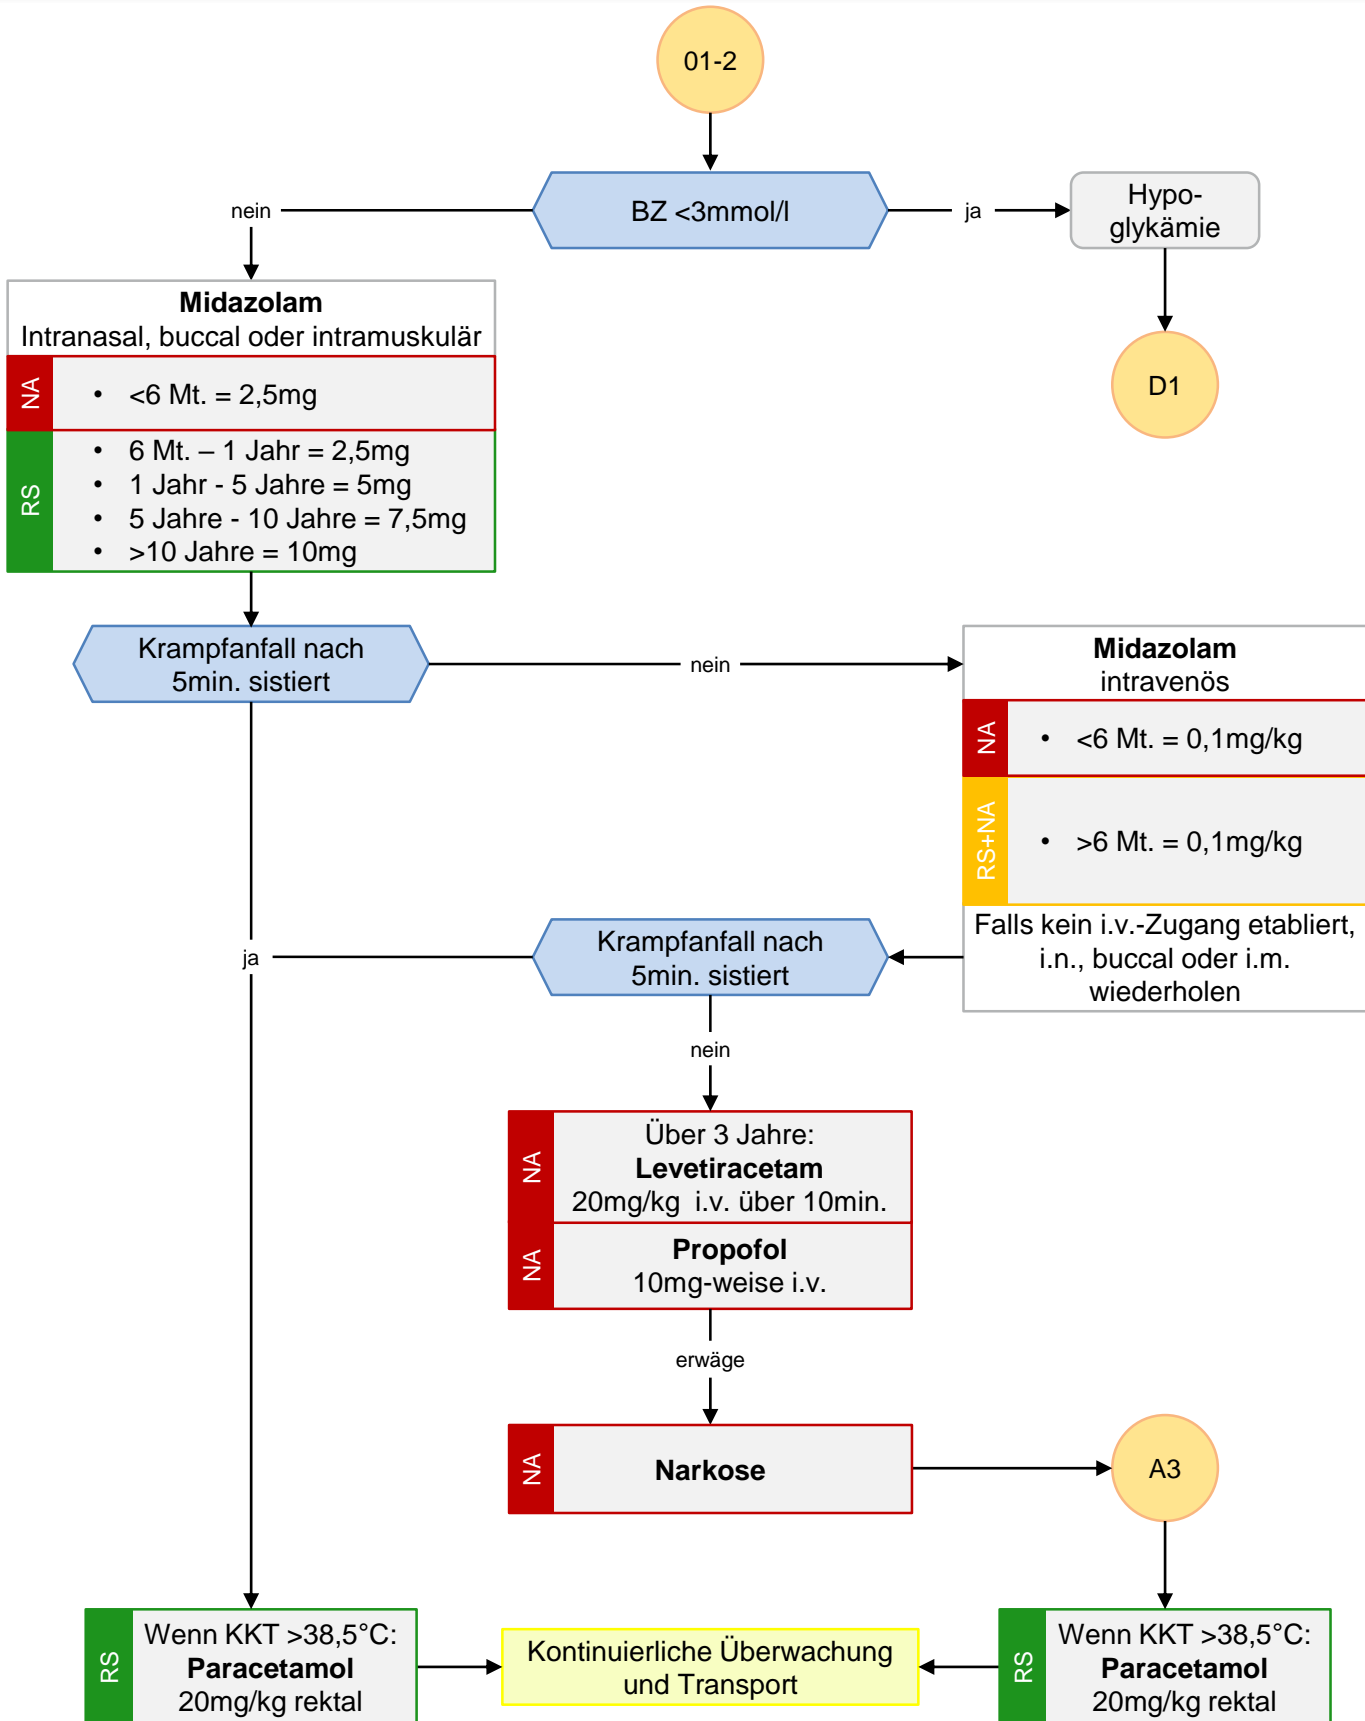 01-2
BZ <3mmol/l
nein
ja
Hypo-
glykämie
D1
Midazolam
Intranasal, buccal oder intramuskulär
NA
• <6 Mt. = 2,5mg
RS
• 6 Mt. – 1 Jahr = 2,5mg
• 1 Jahr - 5 Jahre = 5mg
• 5 Jahre - 10 Jahre = 7,5mg
• >10 Jahre = 10mg
Krampfanfall nach
5min. sistiert
nein
Midazolam
intravenös
NA
• <6 Mt. = 0,1mg/kg
RS+NA
• >6 Mt. = 0,1mg/kg
Falls kein i.v.-Zugang etabliert,
i.n., buccal oder i.m.
wiederholen
Krampfanfall nach
5min. sistiert
ja
nein
NA
Über 3 Jahre:
Levetiracetam
20mg/kg  i.v. über 10min.
NA
Propofol
10mg-weise i.v.
erwäge
NA
Narkose
A3
RS
Wenn KKT >38,5°C:
Paracetamol
20mg/kg rektal
Kontinuierliche Überwachung
und Transport
RS
Wenn KKT >38,5°C:
Paracetamol
20mg/kg rektal